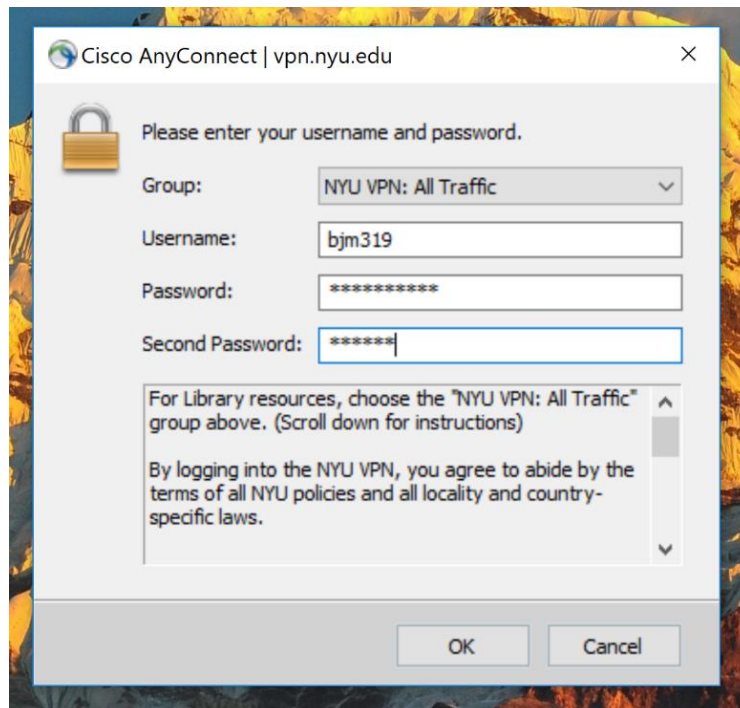 Cisco AnyConnect | vpn.nyu.edu
Please enter your username and password.
Group: NYU VPN: All Traffic
Username: bjm319
Password: **********
Second Password: ******
For Library resources, choose the "NYU VPN: All Traffic"
group above. (Scroll down for instructions)
By logging into the NYU VPN, you agree to abide by the
terms of all NYU policies and all locality and country-
specific laws.
OK Cancel